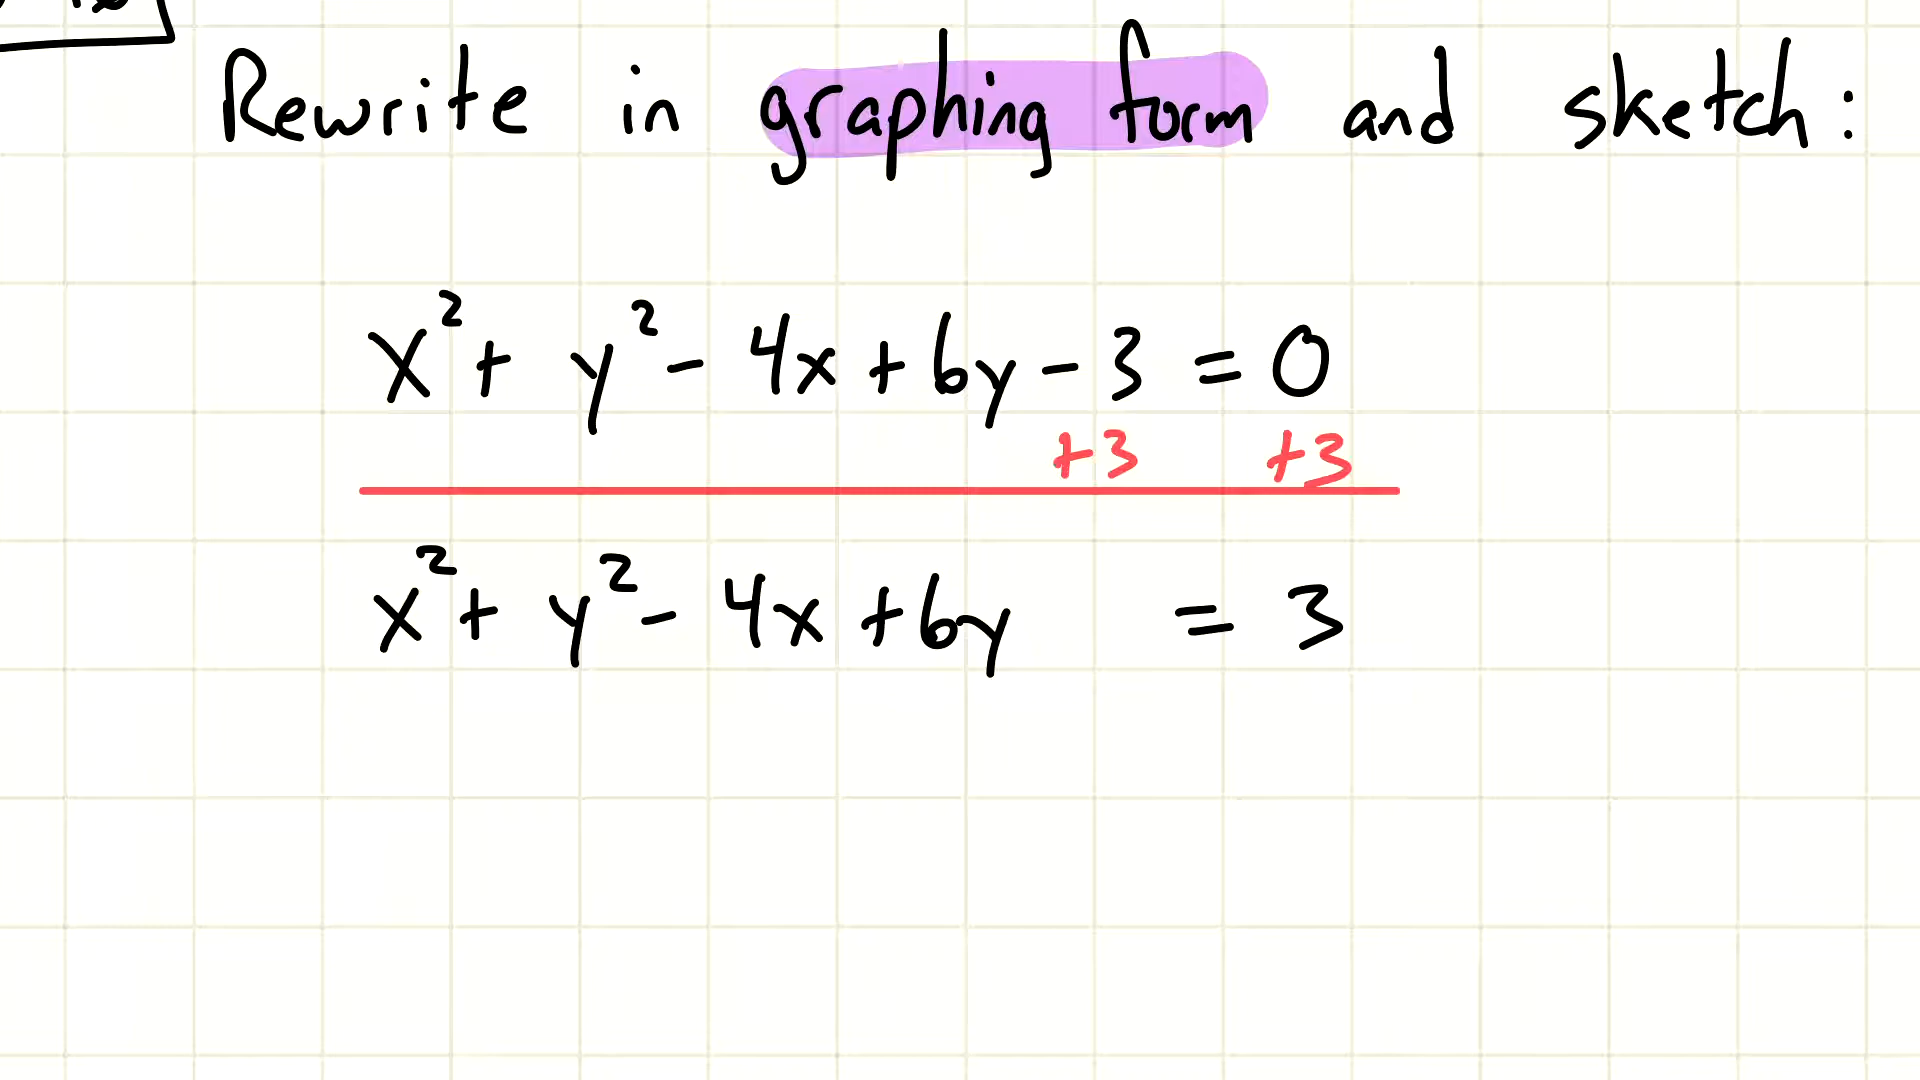 Rewrite in graphing form and sketch:
x² + y² - 4x + 6y - 3 = 0
+3 +3
x² + y² - 4x + 6y = 3